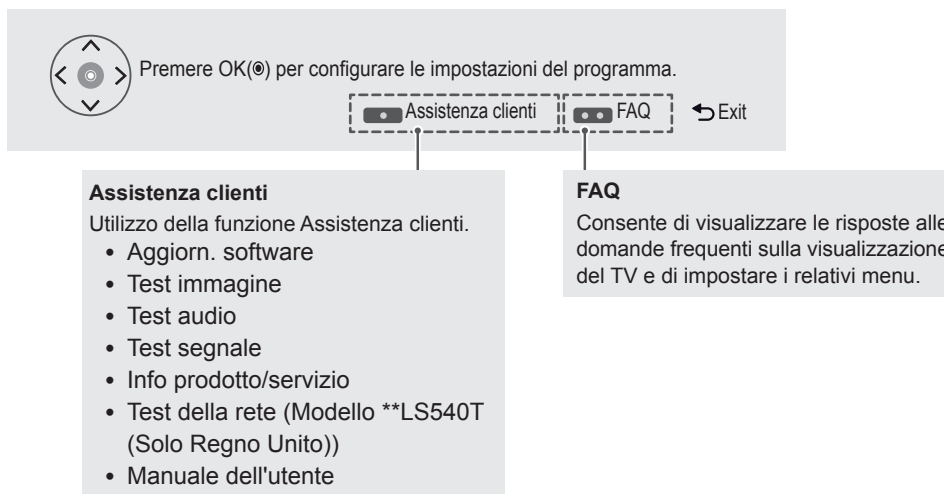 Premere OK(◉) per configurare le impostazioni del programma.
Assistenza clienti
FAQ
Exit
Assistenza clienti
Utilizzo della funzione Assistenza clienti.
• Aggiorn. software
• Test immagine
• Test audio
• Test segnale
• Info prodotto/servizio
• Test della rete (Modello **LS540T
(Solo Regno Unito))
• Manuale dell'utente
FAQ
Consente di visualizzare le risposte alle
domande frequenti sulla visualizzazione
del TV e di impostare i relativi menu.